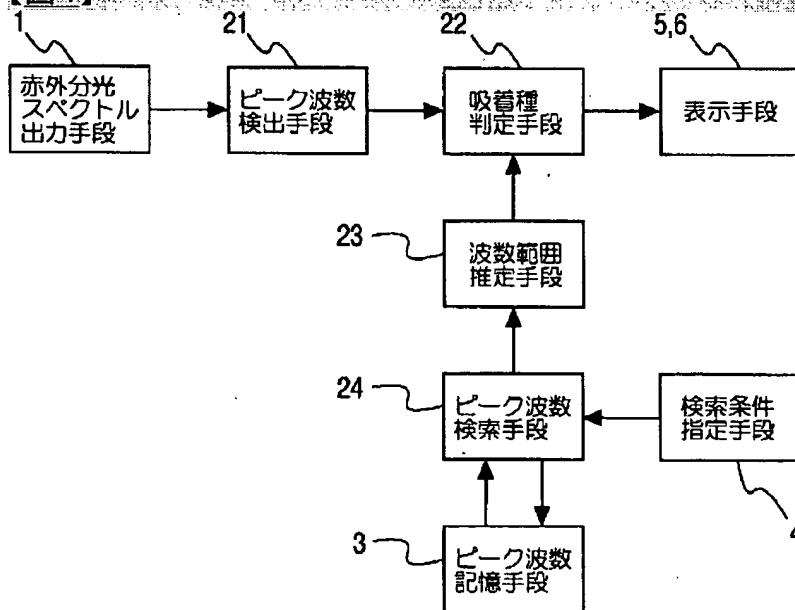 1
赤外分光
スペクトル
出力手段
21
ピーク波数
検出手段
22
吸着種
判定手段
5,6
表示手段
23
波数範囲
推定手段
24
ピーク波数
検索手段
検索条件
指定手段
4
3
ピーク波数
記憶手段